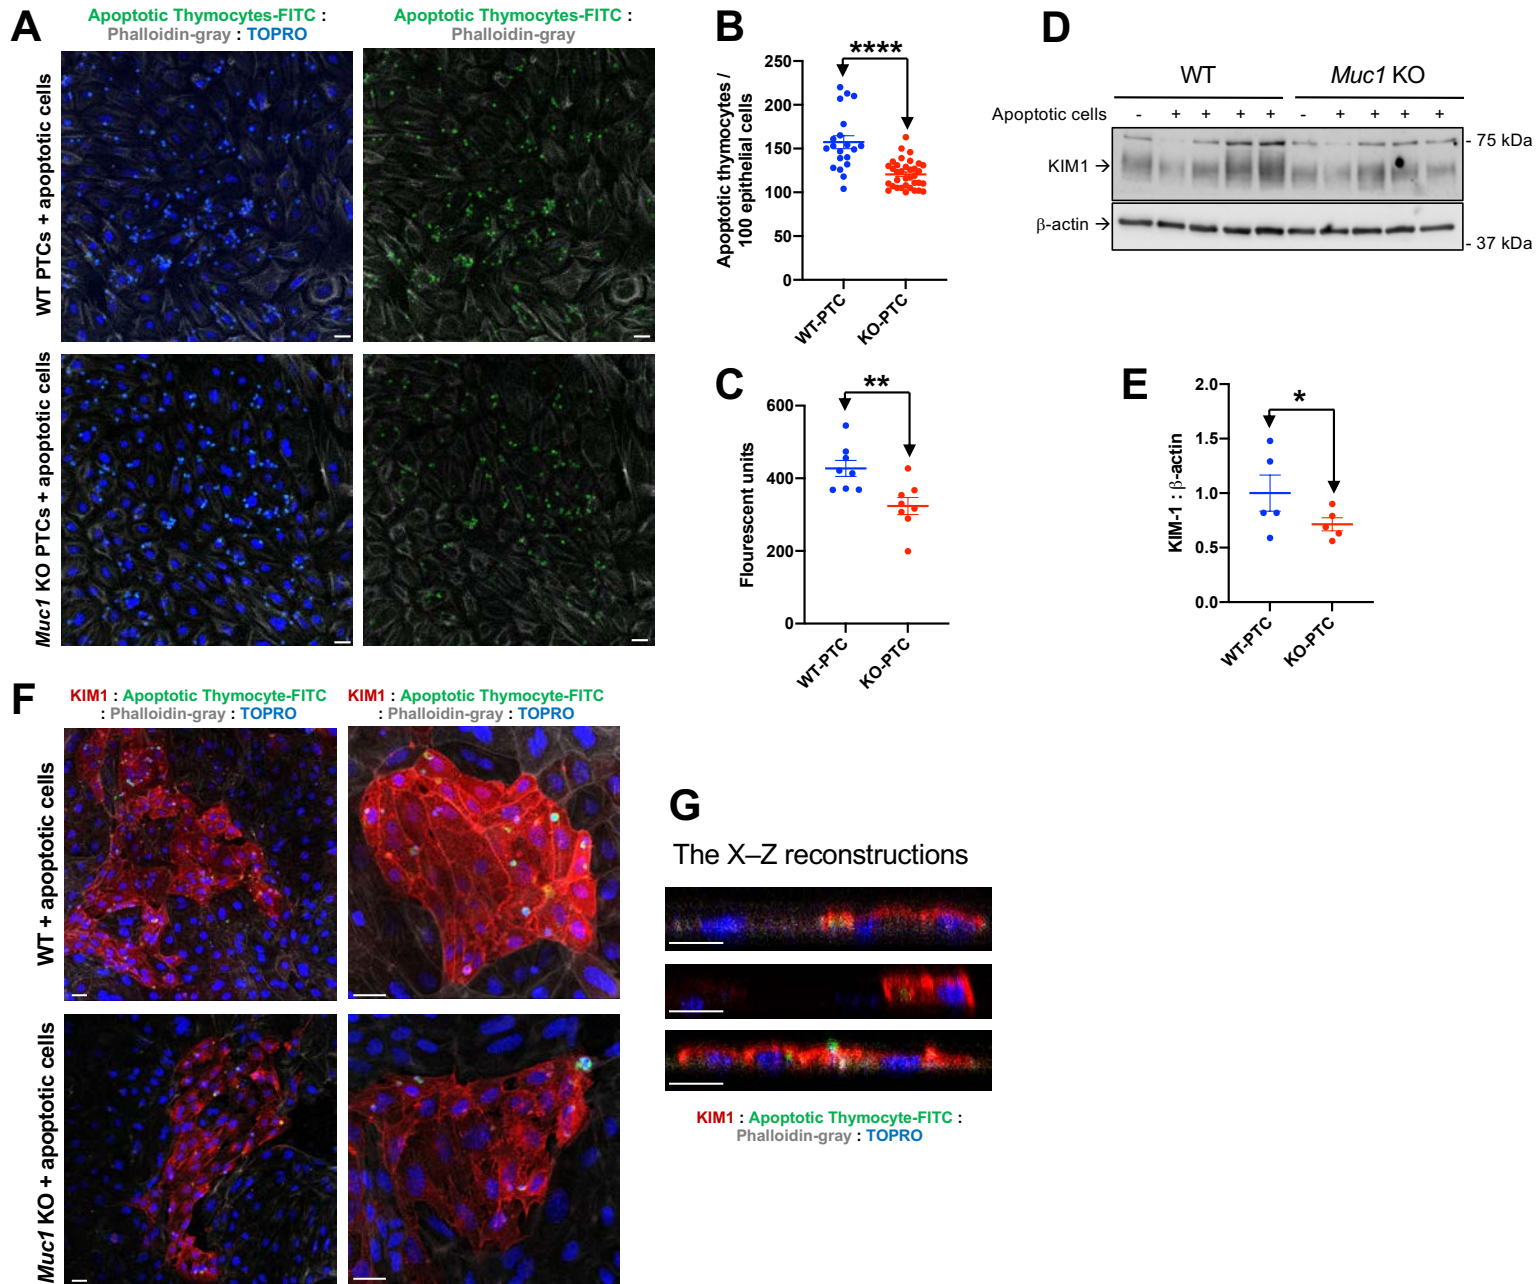 A
Apoptotic Thymocytes-FITC :
Phalloidin-gray : TOPRO
Apoptotic Thymocytes-FITC :
Phalloidin-gray
WT PTCs + apoptotic cells
Muc1 KO PTCs + apoptotic cells
B
****
Apoptotic thymocytes /
100 epithelial cells
250
200
150
100
50
0
WT-PTC
KO-PTC
C
**
Flourescent units
600
400
200
0
WT-PTC
KO-PTC
D
WT
Muc1 KO
Apoptotic cells - + + + + - + + + +
KIM1 →
- 75 kDa
β-actin →
- 37 kDa
E
*
KIM-1 : β-actin
2.0
1.5
1.0
0.5
0.0
WT-PTC
KO-PTC
F
KIM1 : Apoptotic Thymocyte-FITC
: Phalloidin-gray : TOPRO
KIM1 : Apoptotic Thymocyte-FITC
: Phalloidin-gray : TOPRO
WT + apoptotic cells
Muc1 KO + apoptotic cells
G
The X–Z reconstructions
KIM1 : Apoptotic Thymocyte-FITC :
Phalloidin-gray : TOPRO